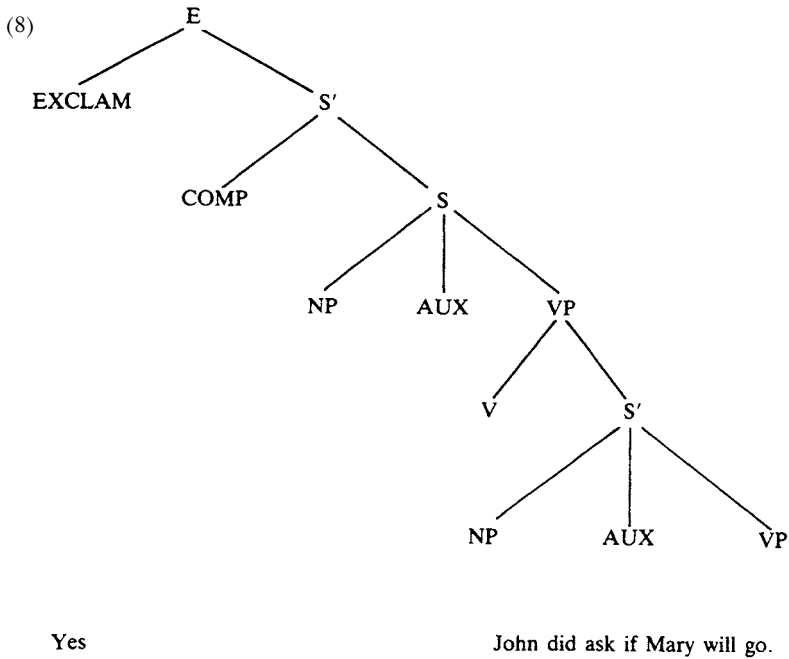 (8)
E
EXCLAM S′
COMP S
NP AUX VP
V S′
NP AUX VP
Yes John did ask if Mary will go.